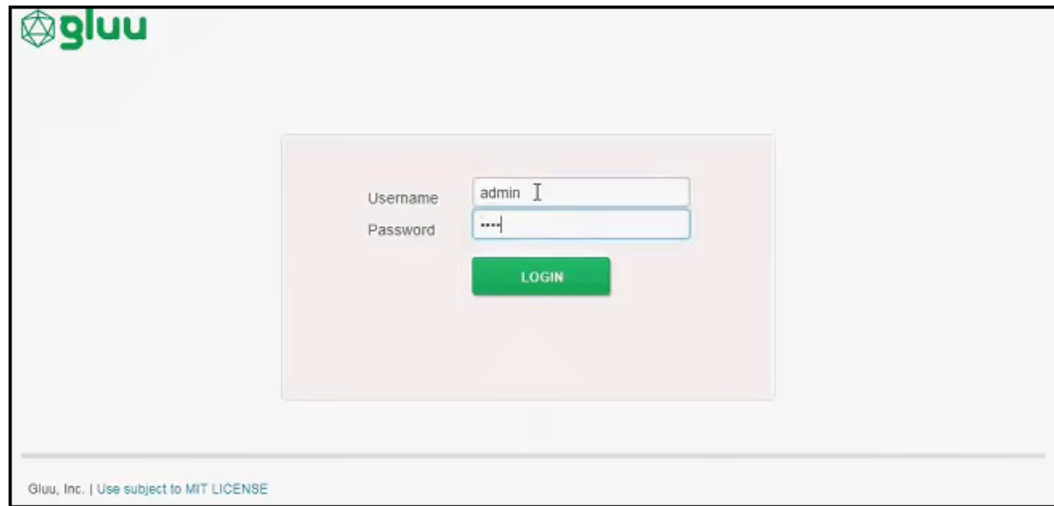 gluu
Username admin
Password ••••
LOGIN
Gluu, Inc. | Use subject to MIT LICENSE